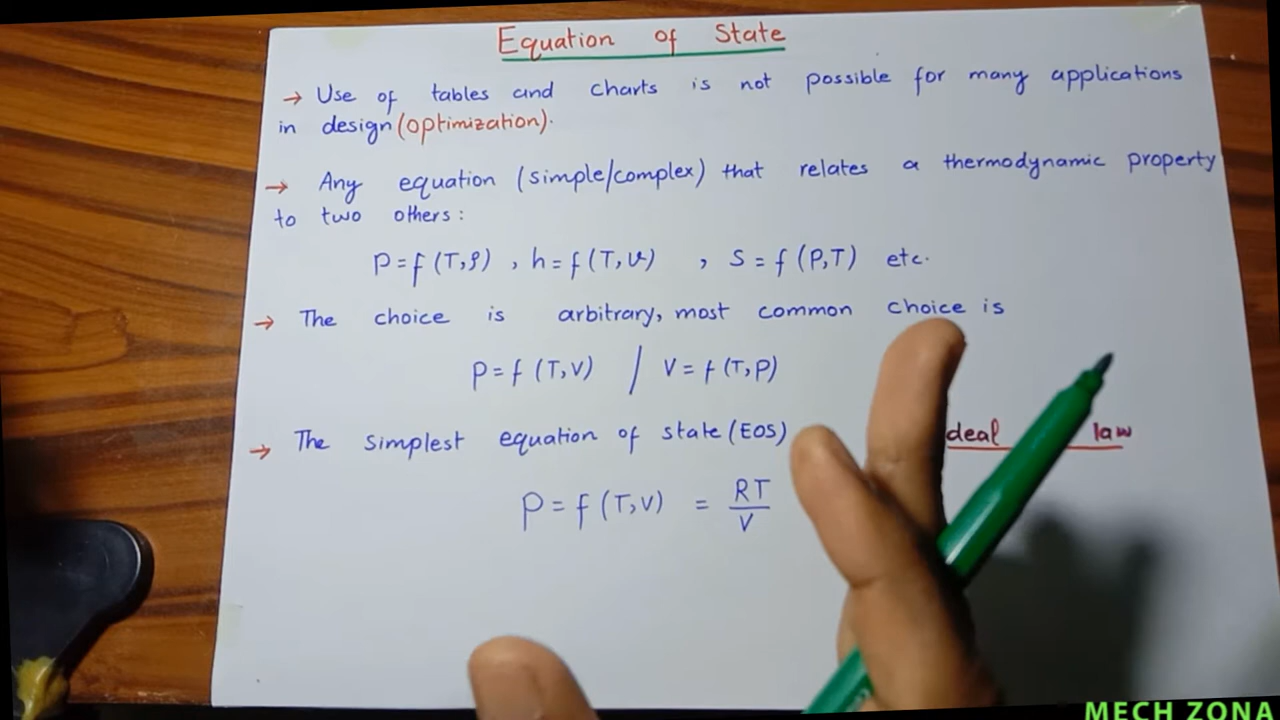 Equation of State
→ Use of tables and charts is not possible for many applications
in design (optimization).
→ Any equation (simple/complex) that relates a thermodynamic property
to two others:
P = f (T, ρ) , h = f (T, v) , S = f (P, T) etc.
→ The choice is arbitrary, most common choice is
P = f (T, V) / V = f (T, P)
→ The simplest equation of state (EOS) deal law
P = f (T, V) = RT/V
MECH ZONA